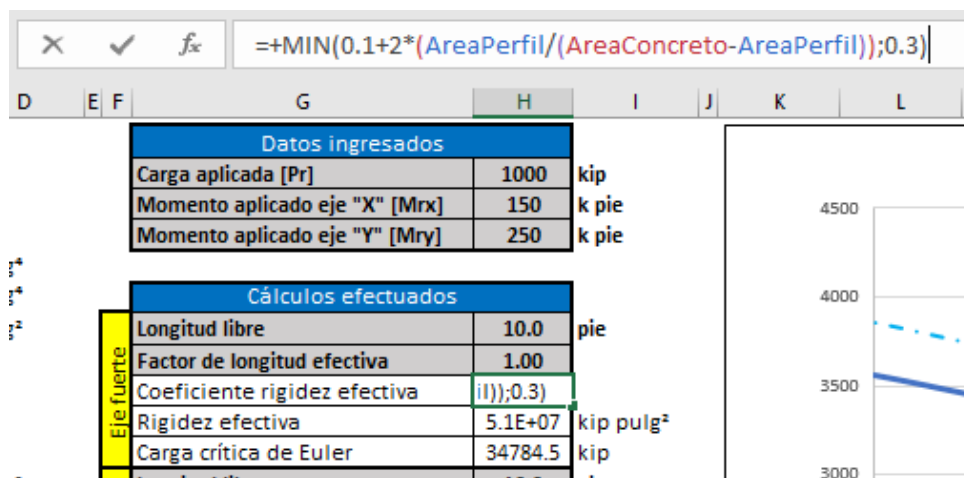 =+MIN(0.1+2*(AreaPerfil/(AreaConcreto-AreaPerfil));0.3)
D E F G H I J K L
Datos ingresados
Carga aplicada [Pr] 1000 kip
Momento aplicado eje "X" [Mrx] 150 k pie
Momento aplicado eje "Y" [Mry] 250 k pie
Cálculos efectuados
Eje fuerte
Longitud libre 10.0 pie
Factor de longitud efectiva 1.00
Coeficiente rigidez efectiva il));0.3)
Rigidez efectiva 5.1E+07 kip pulg²
Carga crítica de Euler 34784.5 kip
4500
4000
3500
3000